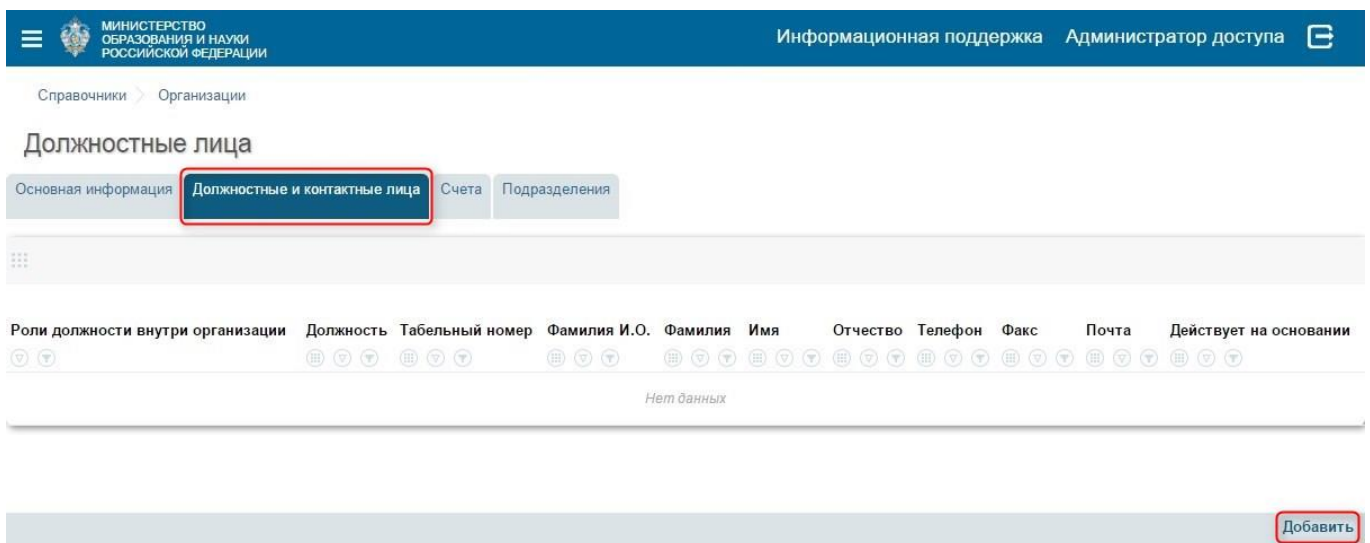 МИНИСТЕРСТВО
ОБРАЗОВАНИЯ И НАУКИ
РОССИЙСКОЙ ФЕДЕРАЦИИ
Информационная поддержка Администратор доступа
Справочники Организации
Должностные лица
Основная информация Должностные и контактные лица Счета Подразделения
Роли должности внутри организации Должность Табельный номер Фамилия И.О. Фамилия Имя Отчество Телефон Факс Почта Действует на основании
Нет данных
Добавить